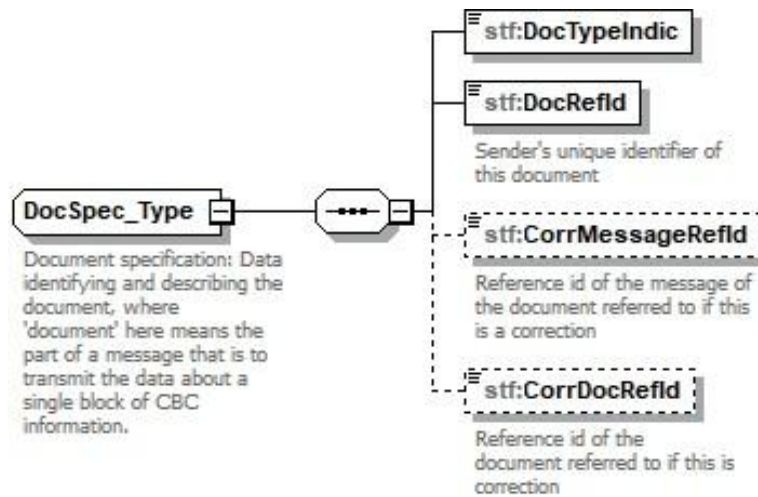 stf:DocTypeIndic
stf:DocRefId
Sender's unique identifier of
this document
DocSpec_Type
Document specification: Data
identifying and describing the
document, where
'document' here means the
part of a message that is to
transmit the data about a
single block of CBC
information.
stf:CorrMessageRefId
Reference id of the message of
the document referred to if this
is a correction
stf:CorrDocRefId
Reference id of the
document referred to if this is
correction